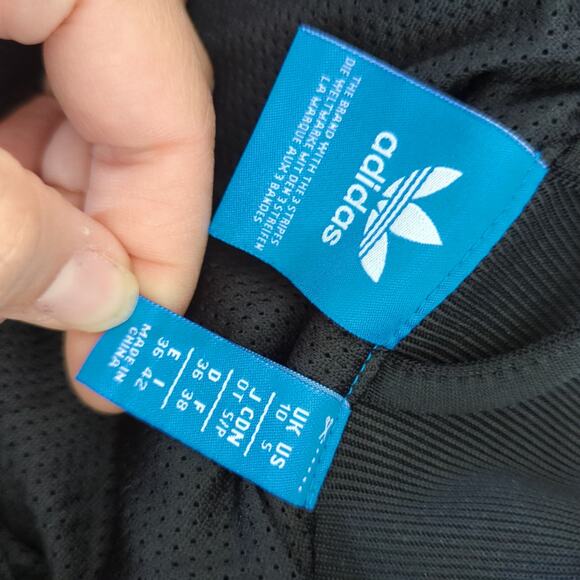 adidas
THE BRAND WITH THE 3 STRIPES
DIE WELTMARKE MIT DEN 3 STREIFEN
LA MARQUE AUX 3 BANDES
UK US
10 S
J CDN
OT S/P
D F
36 38
E I
36 42
MADE IN
CHINA